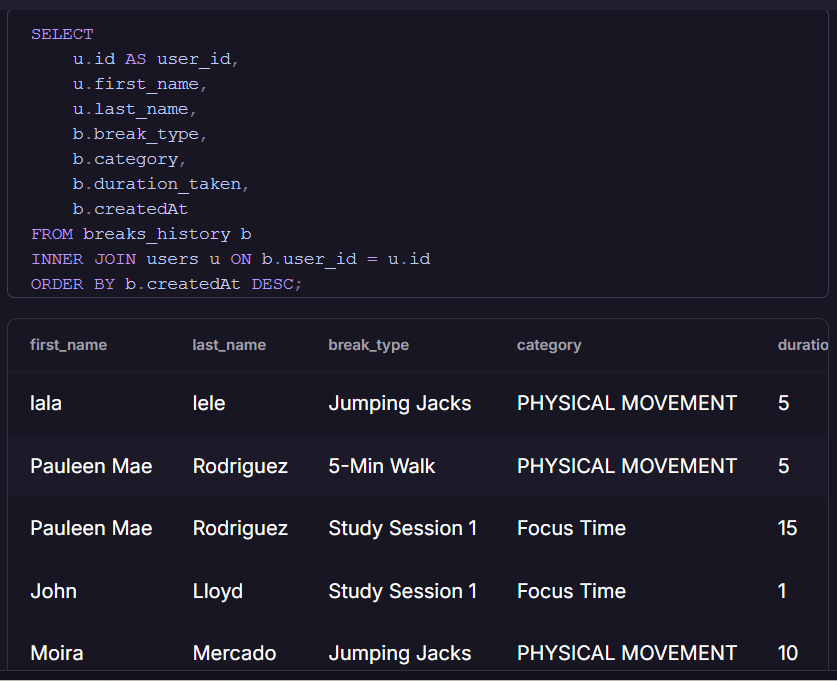 SELECT
u.id AS user_id,
u.first_name,
u.last_name,
b.break_type,
b.category,
b.duration_taken,
b.createdAt
FROM breaks_history b
INNER JOIN users u ON b.user_id = u.id
ORDER BY b.createdAt DESC;
first_name last_name break_type category duratio
lala lele Jumping Jacks PHYSICAL MOVEMENT 5
Pauleen Mae Rodriguez 5-Min Walk PHYSICAL MOVEMENT 5
Pauleen Mae Rodriguez Study Session 1 Focus Time 15
John Lloyd Study Session 1 Focus Time 1
Moira Mercado Jumping Jacks PHYSICAL MOVEMENT 10